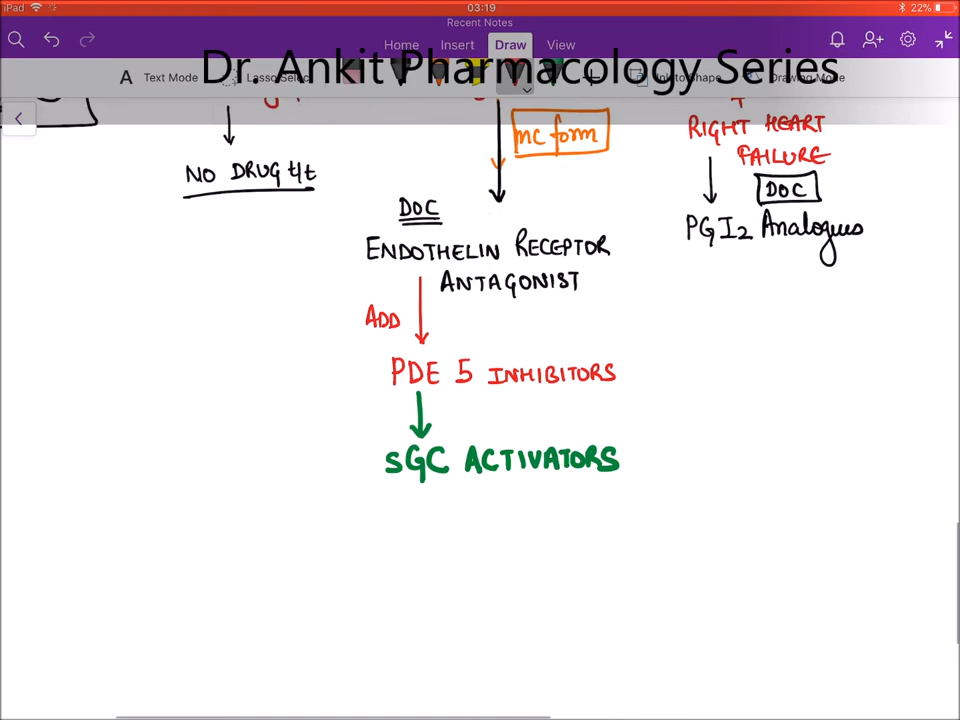 iPad
03:19
22%
Recent Notes
Home
Insert
Draw
View
Dr. Ankit Pharmacology Series
A
Text Mode
Lasso Select
Ink to Shape
Drawing Mode
mc form
RIGHT HEART
FAILURE
NO DRUG t/t
DOC
DOC
PGI2 Analogues
ENDOTHELIN RECEPTOR
ANTAGONIST
ADD
PDE 5 INHIBITORS
sGC ACTIVATORS